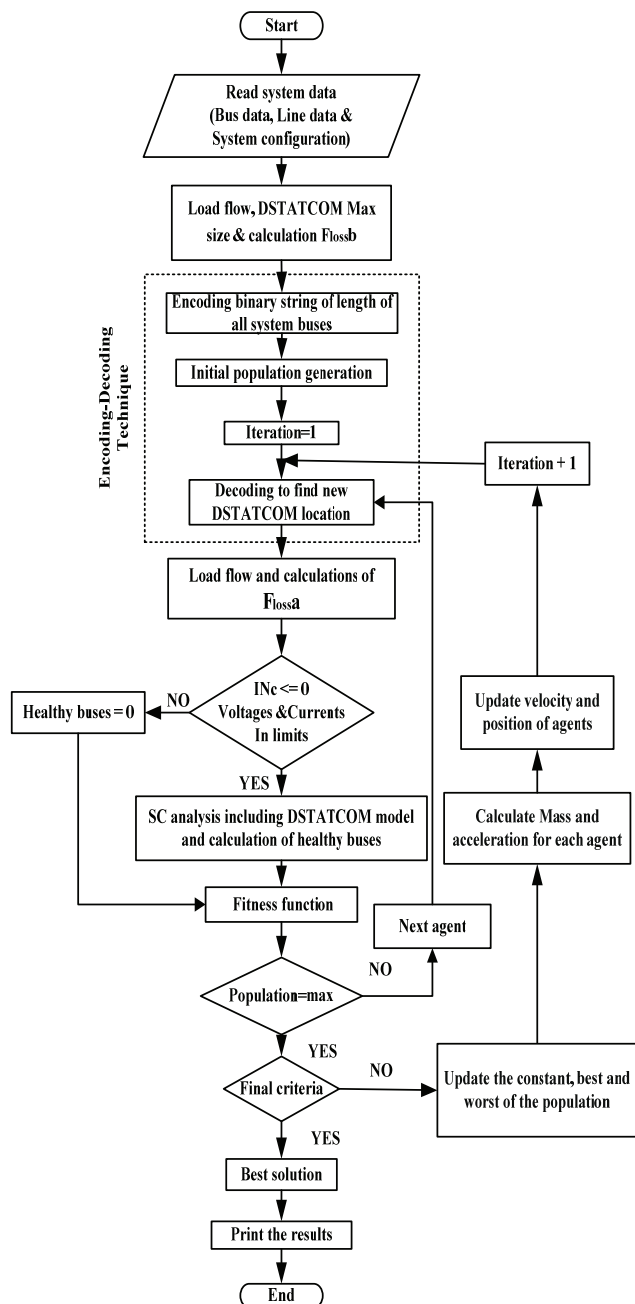 Start
Read system data
(Bus data, Line data &
System configuration)
Load flow, DSTATCOM Max
size & calculation Flossb
Encoding binary string of length of
all system buses
Initial population generation
Iteration=1
Encoding-Decoding
Technique
Iteration + 1
Decoding to find new
DSTATCOM location
Load flow and calculations of
Flossa
INc <= 0
Voltages &Currents
In limits
NO
Healthy buses = 0
YES
Update velocity and
position of agents
SC analysis including DSTATCOM model
and calculation of healthy buses
Calculate Mass and
acceleration for each agent
Fitness function
Next agent
NO
Population=max
YES
Final criteria
NO
Update the constant, best and
worst of the population
YES
Best solution
Print the results
End